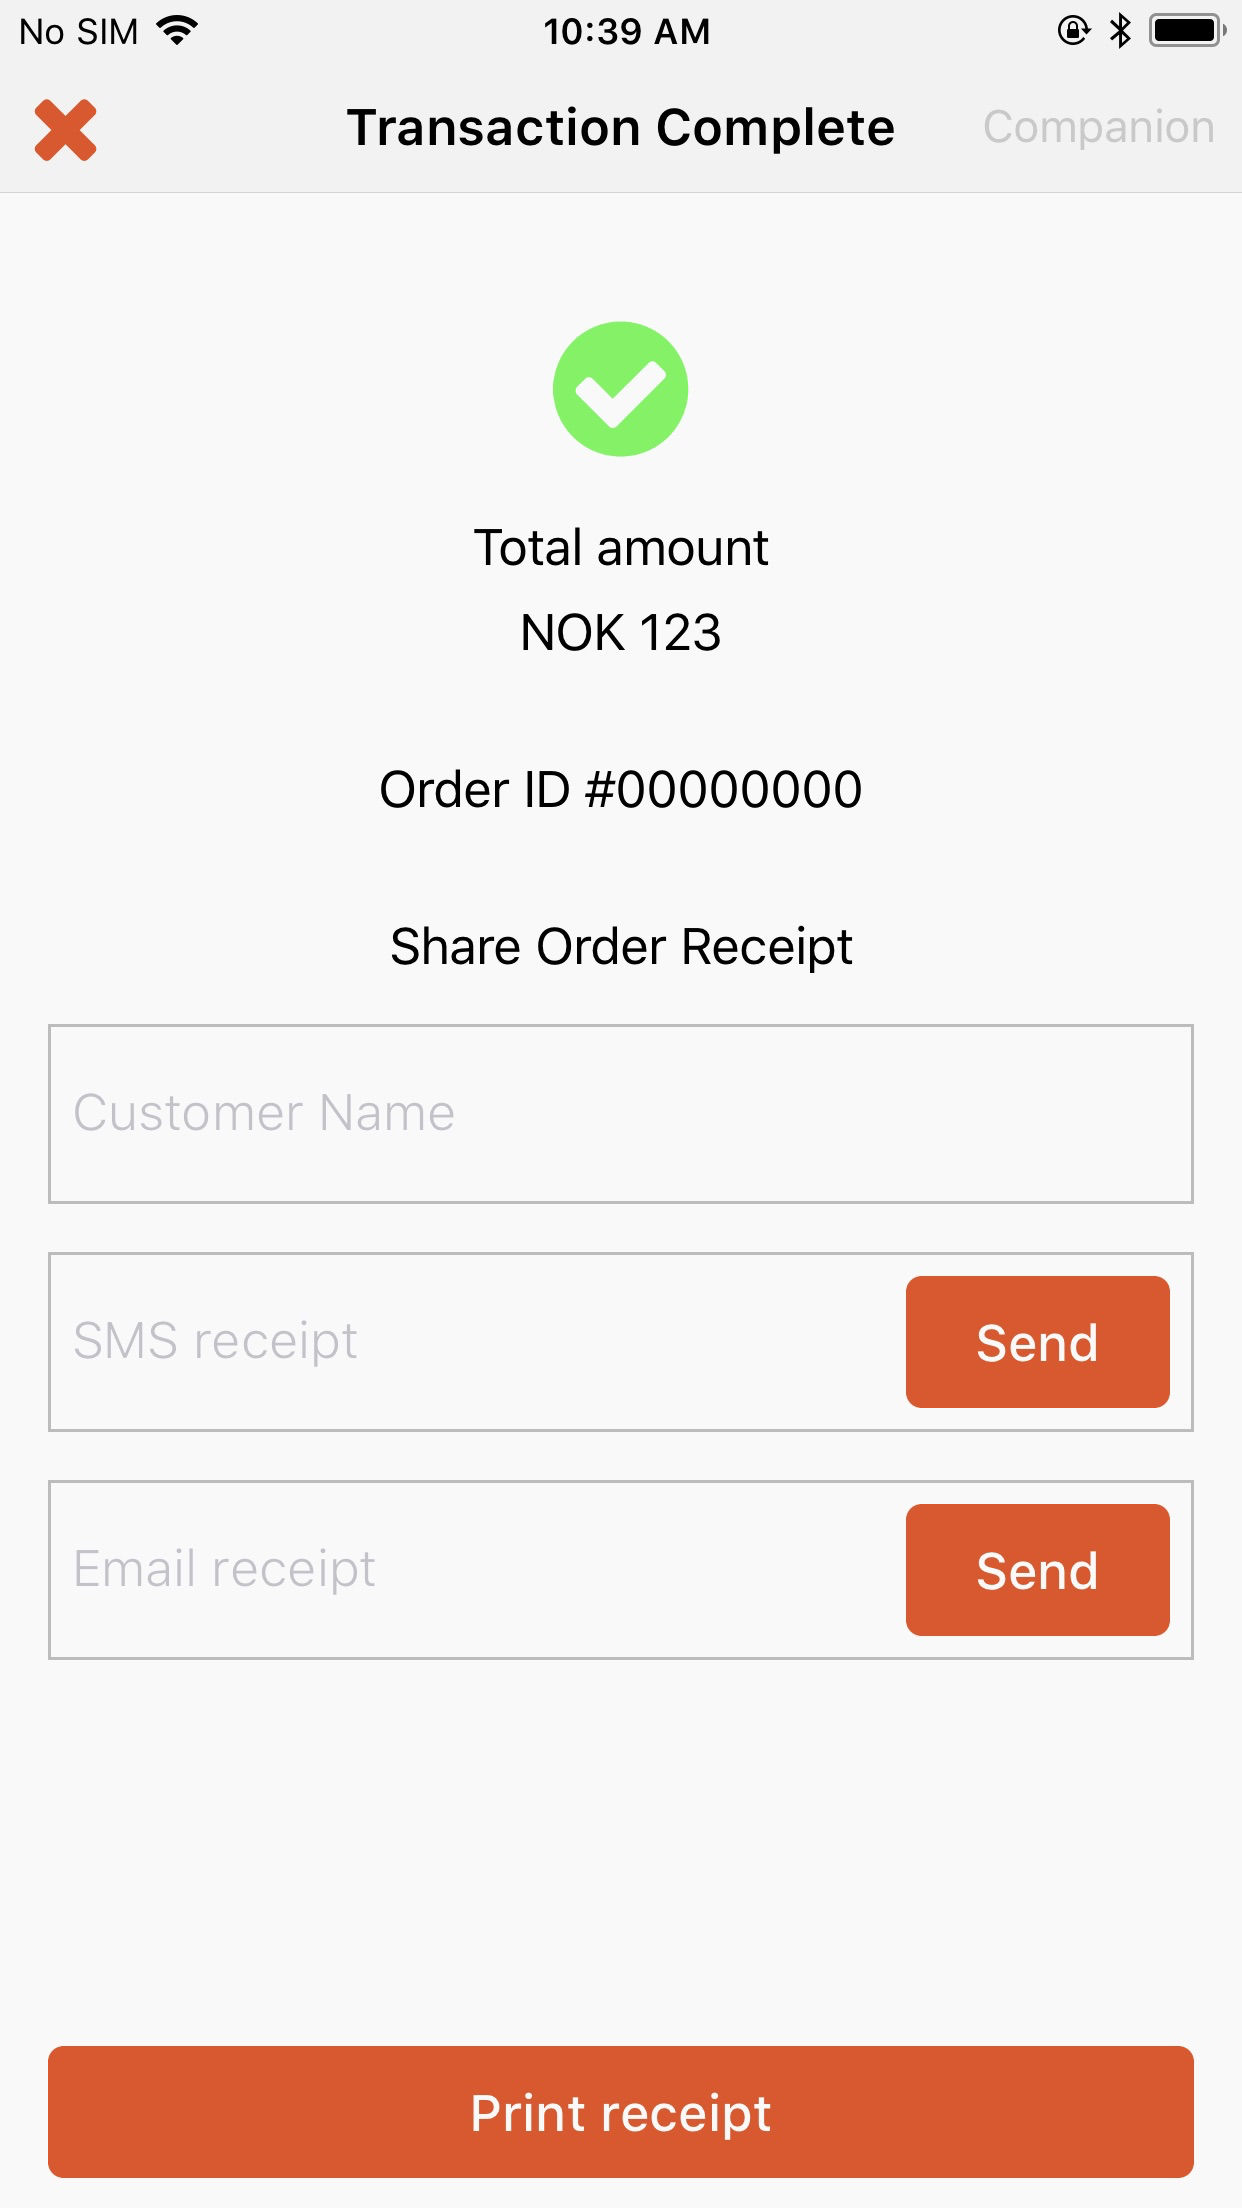 No SIM 10:39 AM
Transaction Complete Companion
Total amount
NOK 123
Order ID #00000000
Share Order Receipt
Customer Name
SMS receipt Send
Email receipt Send
Print receipt